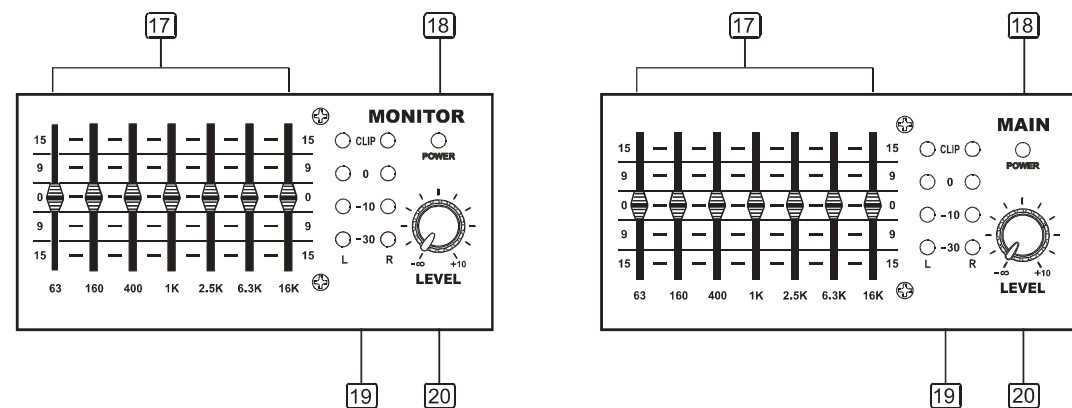 17 18 17 18
MONITOR
15 15 CLIP
POWER
9 9 0
0 0 -10
9 9 -30
15 15 L R
-∞ +10
LEVEL
63 160 400 1K 2.5K 6.3K 16K
19 20
MAIN
15 15 CLIP
POWER
9 9 0
0 0 -10
9 9 -30
15 15 L R
-∞ +10
LEVEL
63 160 400 1K 2.5K 6.3K 16K
19 20